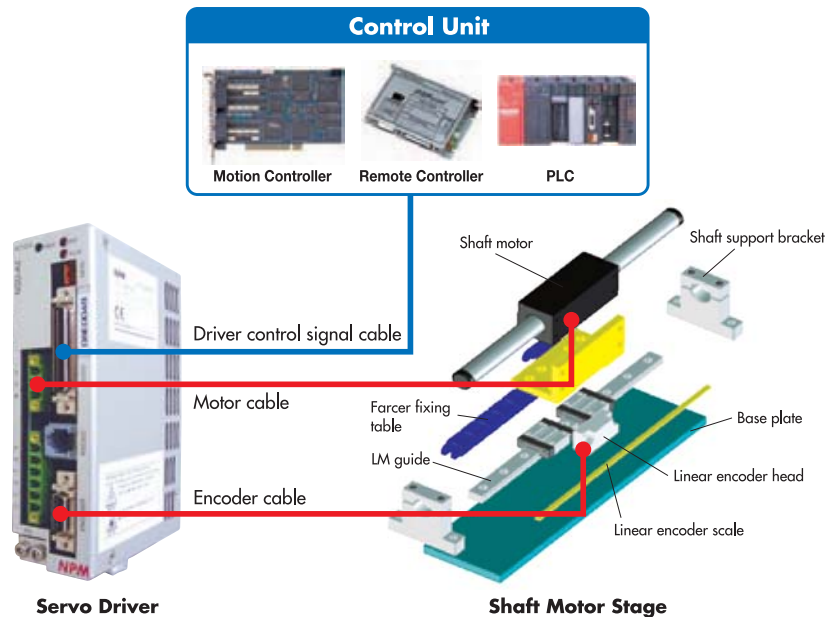 Control Unit
Motion Controller
Remote Controller
PLC
Shaft motor
Shaft support bracket
Driver control signal cable
Motor cable
Farcer fixing
table
LM guide
Base plate
Linear encoder head
Encoder cable
Linear encoder scale
NPM
Servo Driver
Shaft Motor Stage